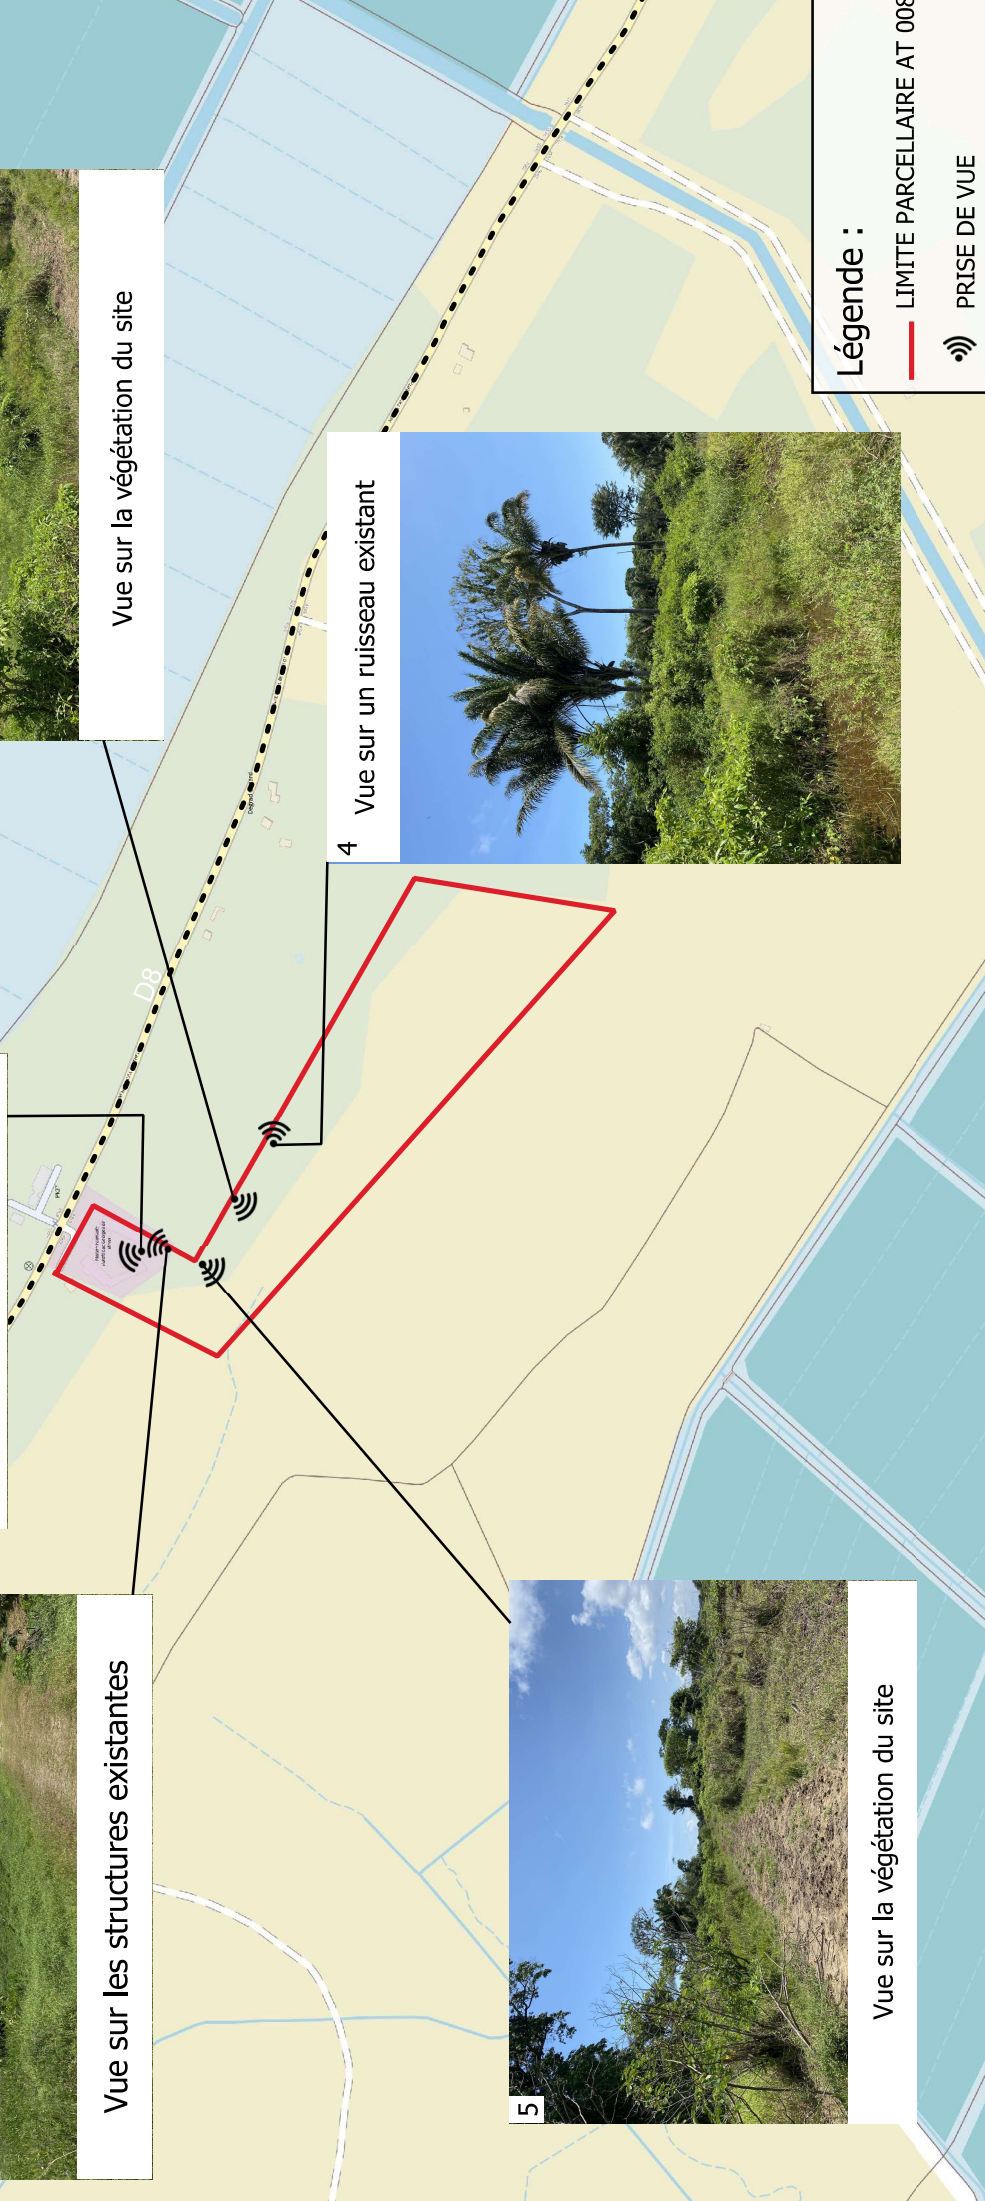 Vue sur les structures existantes
Vue sur la végétation du site
D8
4
Vue sur un ruisseau existant
5
Vue sur la végétation du site
Légende :
LIMITE PARCELLAIRE AT 008
PRISE DE VUE